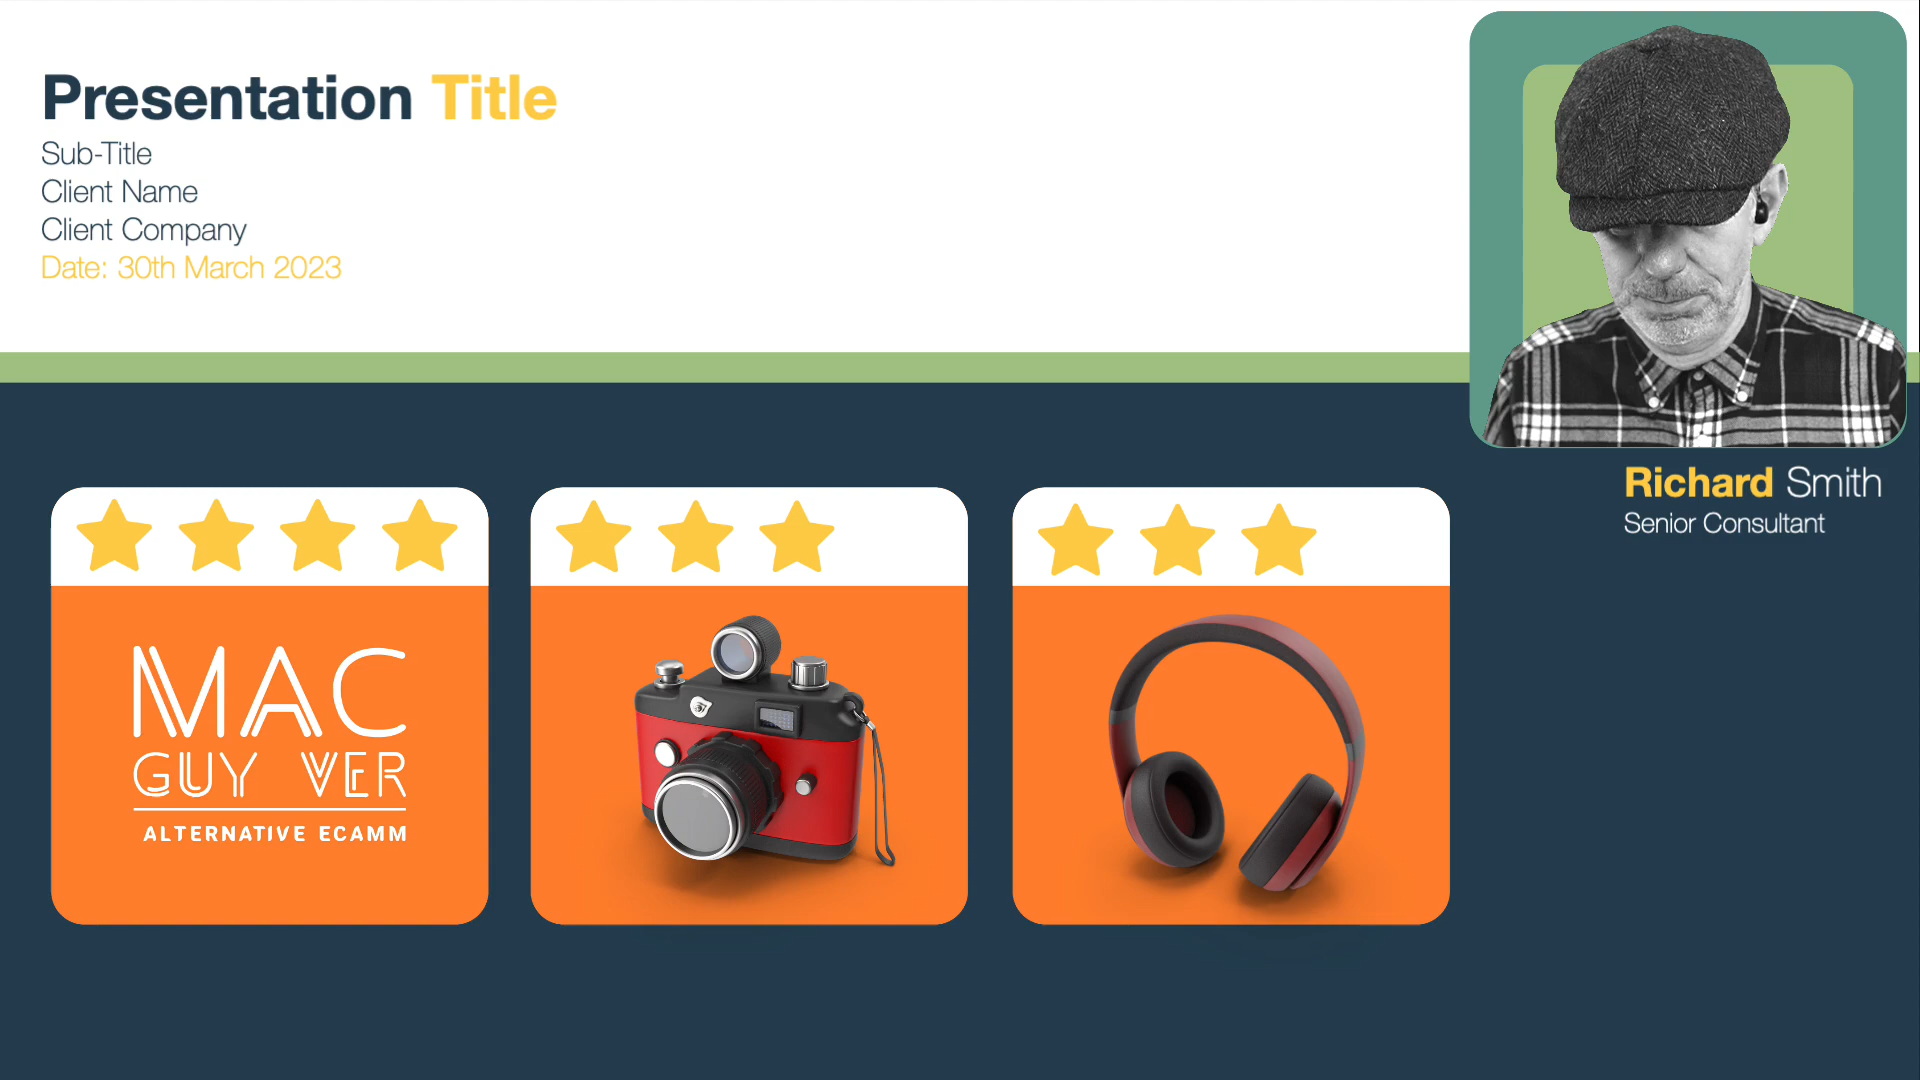 Presentation Title
Sub-Title
Client Name
Client Company
Date: 30th March 2023
Richard Smith
Senior Consultant
MAC
GUY VER
ALTERNATIVE ECAMM